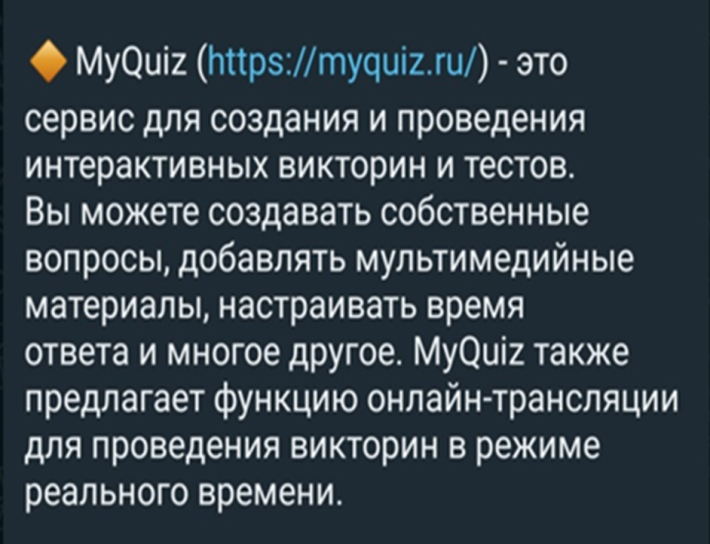 🔶 MyQuiz (https://myquiz.ru/) - это
сервис для создания и проведения
интерактивных викторин и тестов.
Вы можете создавать собственные
вопросы, добавлять мультимедийные
материалы, настраивать время
ответа и многое другое. MyQuiz также
предлагает функцию онлайн-трансляции
для проведения викторин в режиме
реального времени.